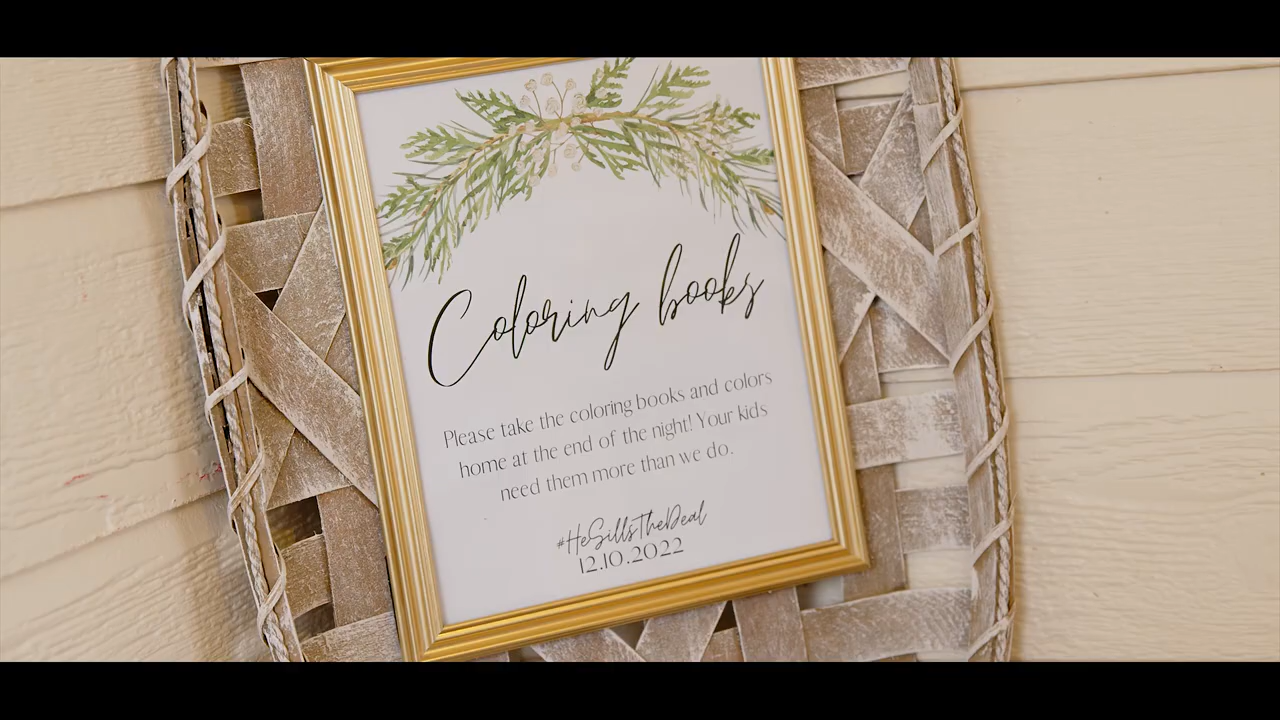 Coloring books
Please take the coloring books and colors
home at the end of the night! Your kids
need them more than we do.
#HeSillsTheDeal
12.10.2022